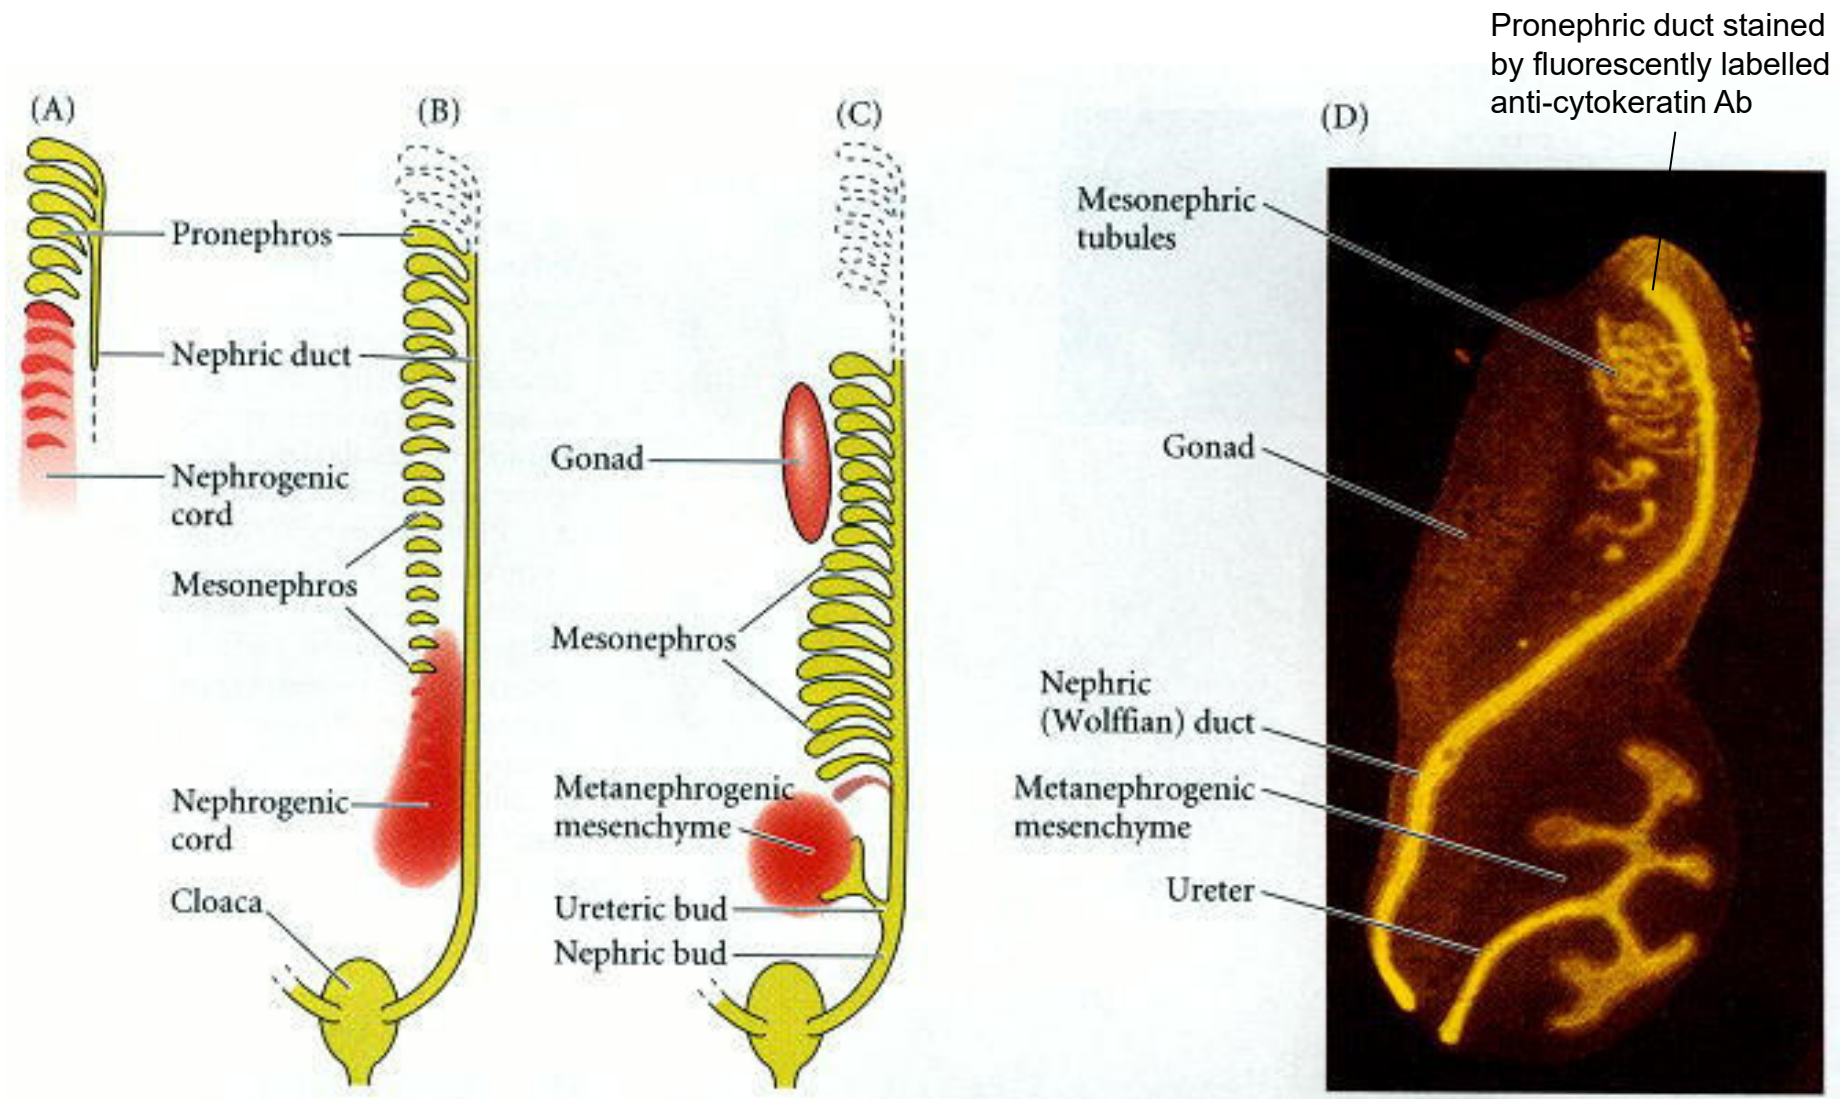 Pronephric duct stained
by fluorescently labelled
anti-cytokeratin Ab
(A)
(B)
(C)
(D)
Pronephros
Nephric duct
Nephrogenic
cord
Mesonephros
Nephrogenic
cord
Cloaca
Gonad
Mesonephros
Metanephrogenic
mesenchyme
Ureteric bud
Nephric bud
Mesonephric
tubules
Gonad
Nephric
(Wolffian) duct
Metanephrogenic
mesenchyme
Ureter